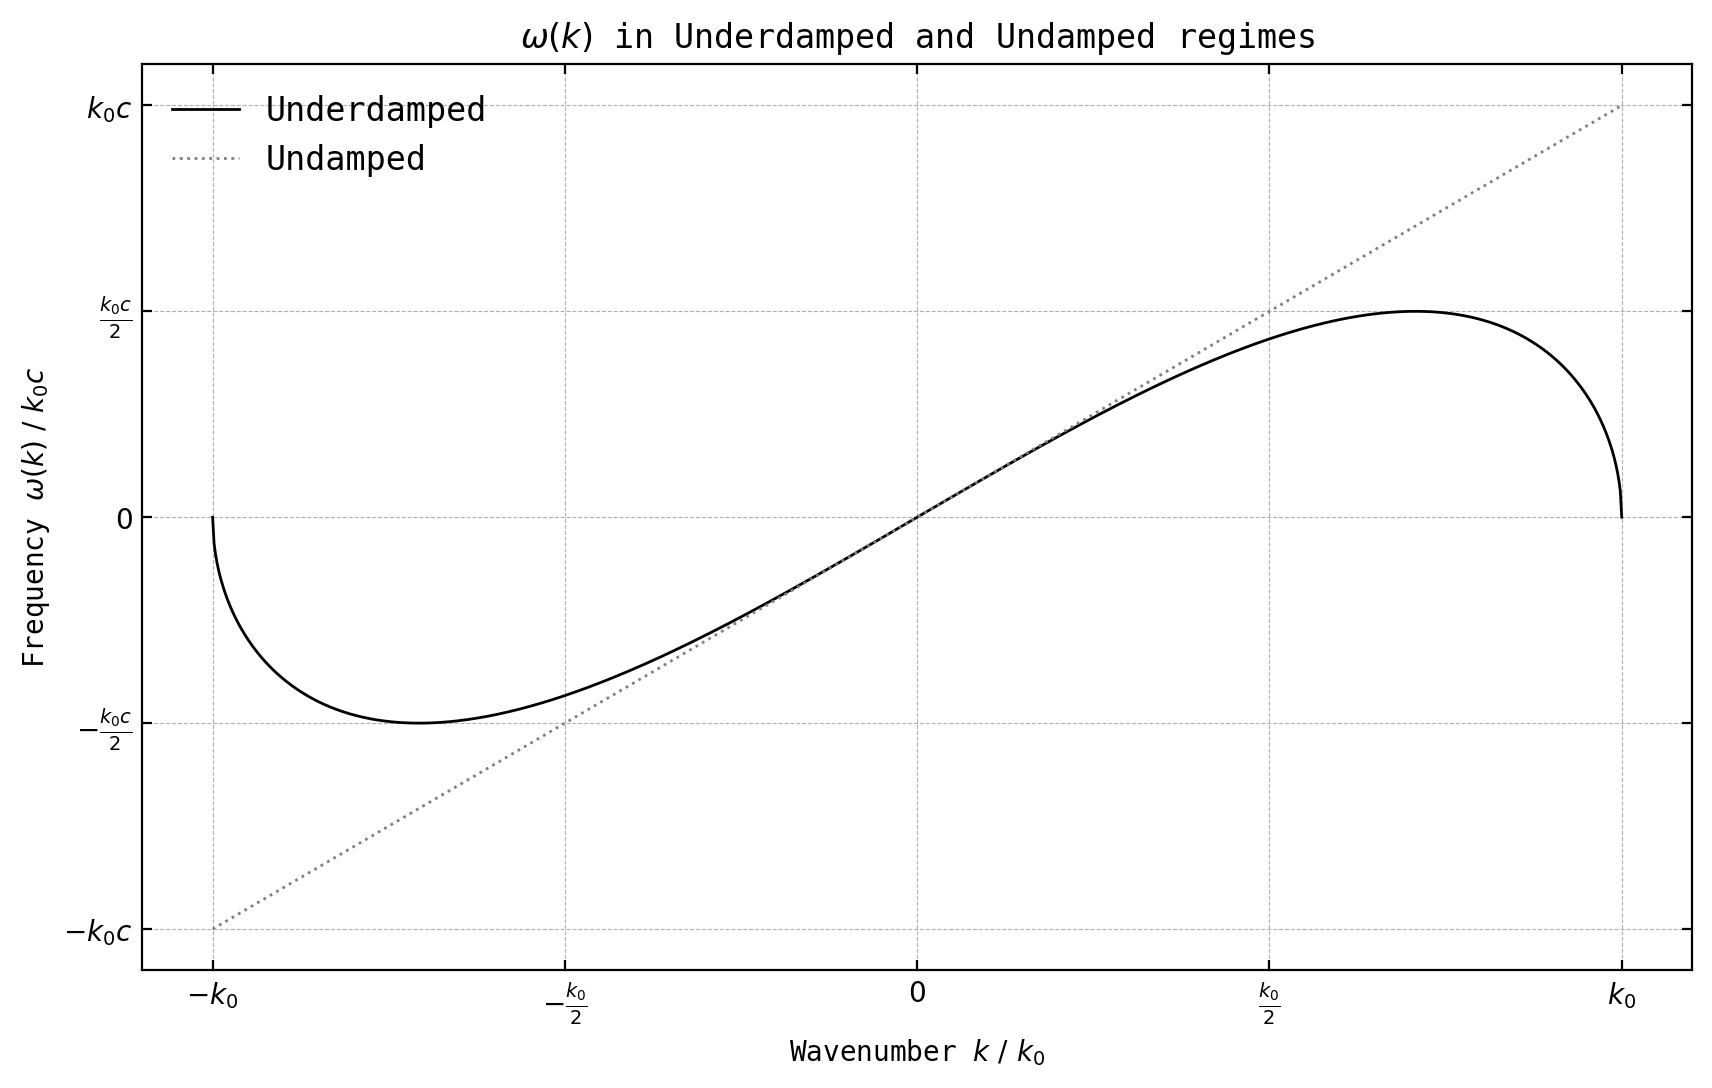 ω(k) in Underdamped and Undamped regimes
Underdamped
Undamped
k₀c
k₀c/2
0
−k₀c/2
−k₀c
Frequency ω(k) / k₀c
−k₀
−k₀/2
0
k₀/2
k₀
Wavenumber k / k₀